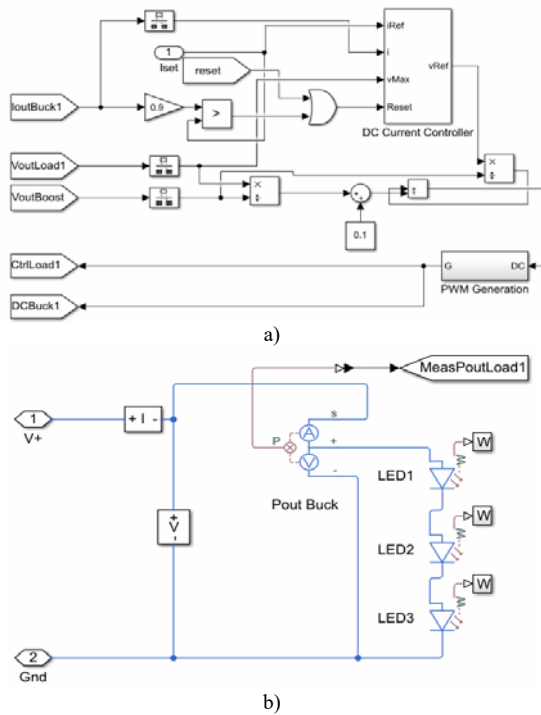 iRef
i
vMax
Reset
vRef
DC Current Controller
1
Iset
reset
IoutBuck1
0.9
>
VoutLoad1
VoutBoost
×
÷
×
÷
+
+
0.1
CtrlLoad1
DCBuck1
G DC
PWM Generation
a)
MeasPoutLoad1
1
V+
+ I -
+ V -
P
A
V
s
+
-
Pout Buck
LED1
W
LED2
W
LED3
W
2
Gnd
b)